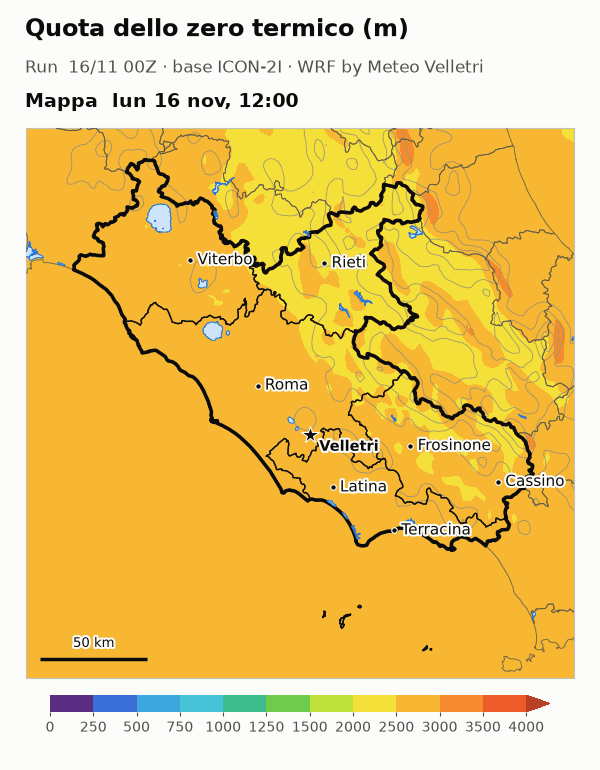 Quota dello zero termico (m)
Run 16/11 00Z · base ICON-2I · WRF by Meteo Velletri
Mappa lun 16 nov, 12:00
Viterbo
Rieti
Roma
Velletri
Frosinone
Latina
Cassino
Terracina
50 km
0 250 500 750 1000 1250 1500 2000 2500 3000 3500 4000